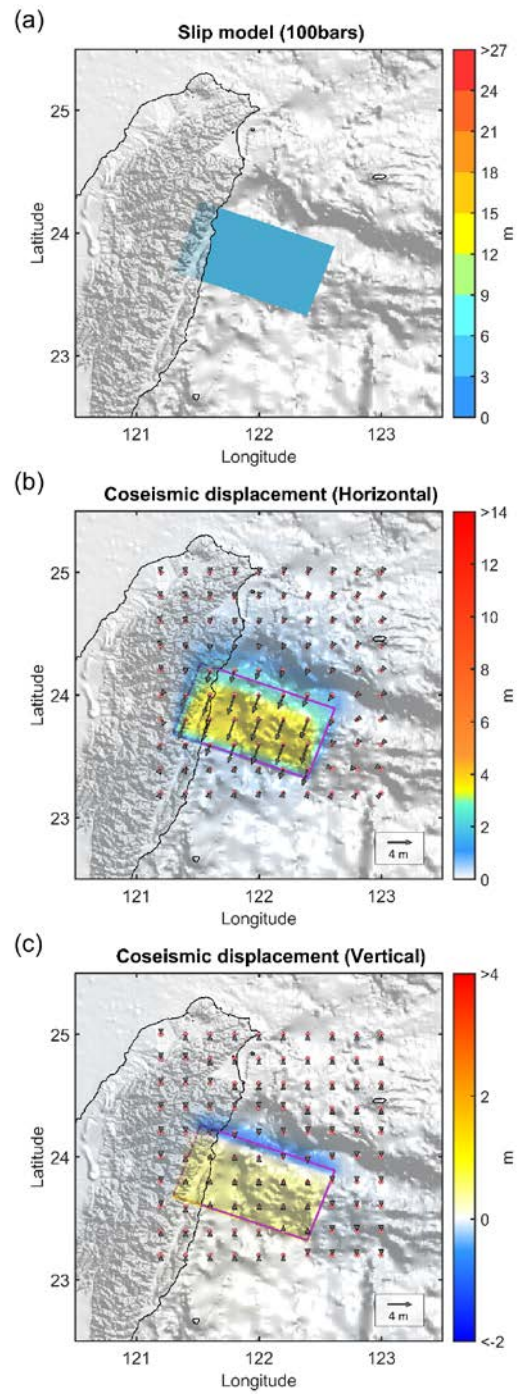 (a)
Slip model (100bars)
25
24
23
Latitude
121 122 123
Longitude
>27
24
21
18
15
12
9
6
3
0
m
(b)
Coseismic displacement (Horizontal)
25
24
23
Latitude
121 122 123
Longitude
4 m
>14
12
10
8
6
4
2
0
m
(c)
Coseismic displacement (Vertical)
25
24
23
Latitude
121 122 123
Longitude
4 m
>4
2
0
<-2
m